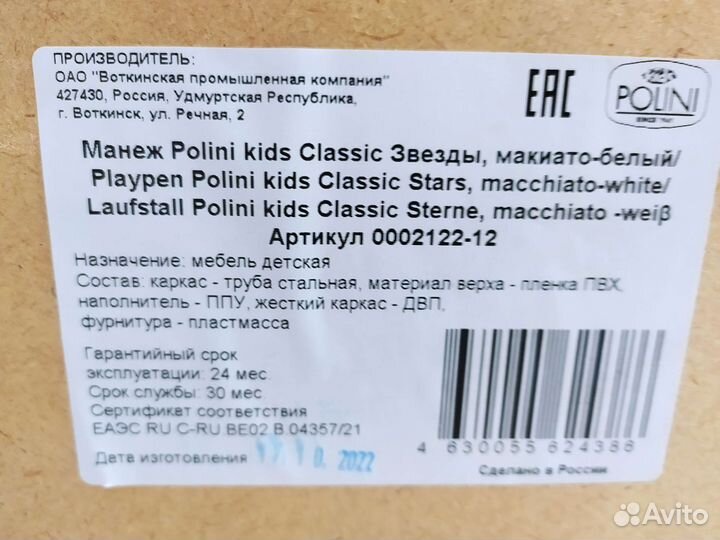 ПРОИЗВОДИТЕЛЬ:
ОАО "Воткинская промышленная компания"
427430, Россия, Удмуртская Республика,
г. Воткинск, ул. Речная, 2
EAC
POLINI
Манеж Polini kids Classic Звезды, макиато-белый/
Playpen Polini kids Classic Stars, macchiato-white/
Laufstall Polini kids Classic Sterne, macchiato -weiß
Артикул 0002122-12
Назначение: мебель детская
Состав: каркас - труба стальная, материал верха - пленка ПВХ,
наполнитель - ППУ, жесткий каркас - ДВП,
фурнитура - пластмасса
Гарантийный срок
эксплуатации: 24 мес.
Срок службы: 30 мес.
Сертификат соответствия
ЕАЭС RU C-RU BE02 B.04357/21
Дата изготовления 2022
4 630055 624388
Сделано в России
Avito